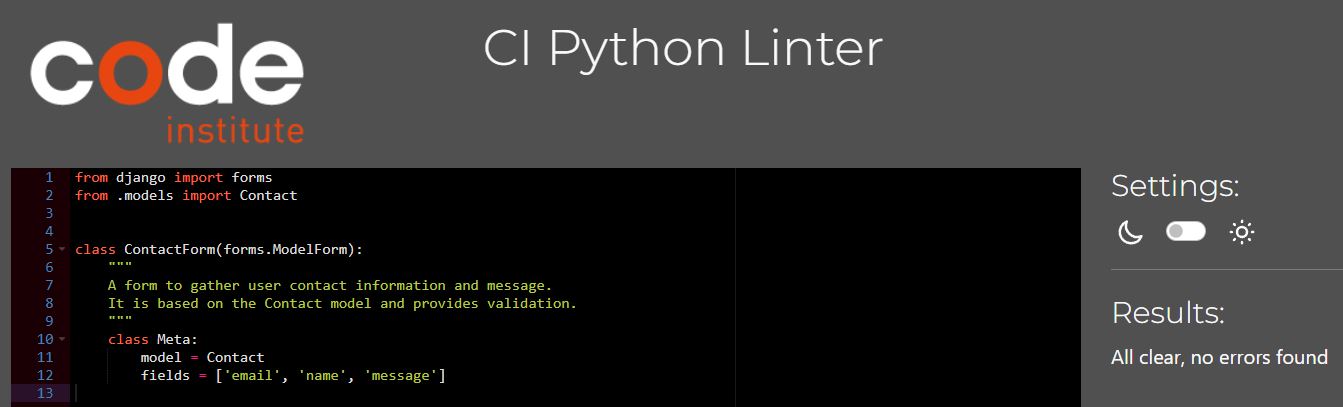 code
institute
CI Python Linter
1 from django import forms
2 from .models import Contact
3
4
5 class ContactForm(forms.ModelForm):
6     """
7     A form to gather user contact information and message.
8     It is based on the Contact model and provides validation.
9     """
10     class Meta:
11         model = Contact
12         fields = ['email', 'name', 'message']
13
Settings:
Results:
All clear, no errors found